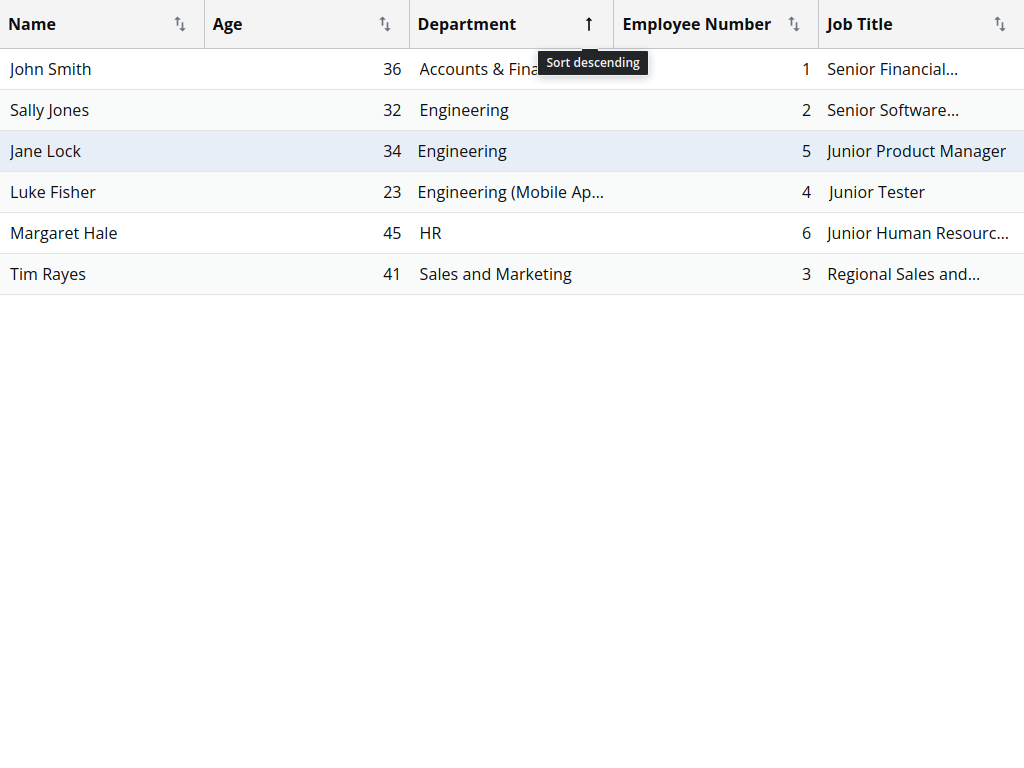 Name Age Department Employee Number Job Title
Sort descending
John Smith 36 Accounts & Fina 1 Senior Financial...
Sally Jones 32 Engineering 2 Senior Software...
Jane Lock 34 Engineering 5 Junior Product Manager
Luke Fisher 23 Engineering (Mobile Ap... 4 Junior Tester
Margaret Hale 45 HR 6 Junior Human Resourc...
Tim Rayes 41 Sales and Marketing 3 Regional Sales and...